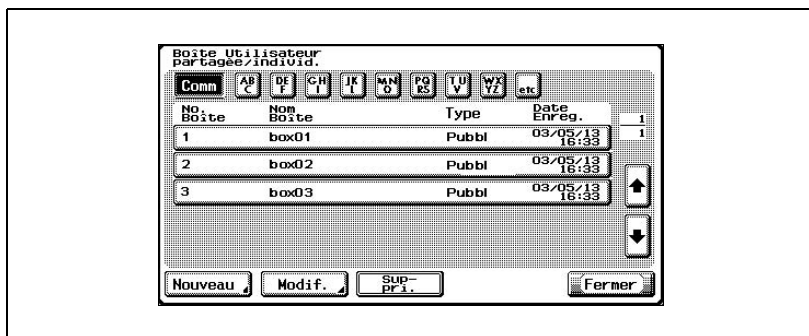 Boîte Utilisateur
partagée/individ.
Comm AB C DE F GH I JK L MN O PQ RS TU V WX YZ etc
No. Boîte Nom Boîte Type Date Enreg.
1
1
1 box01 Pubbl 03/05/13 16:33
2 box02 Pubbl 03/05/13 16:33
3 box03 Pubbl 03/05/13 16:33
Nouveau Modif. Sup-
pri. Fermer